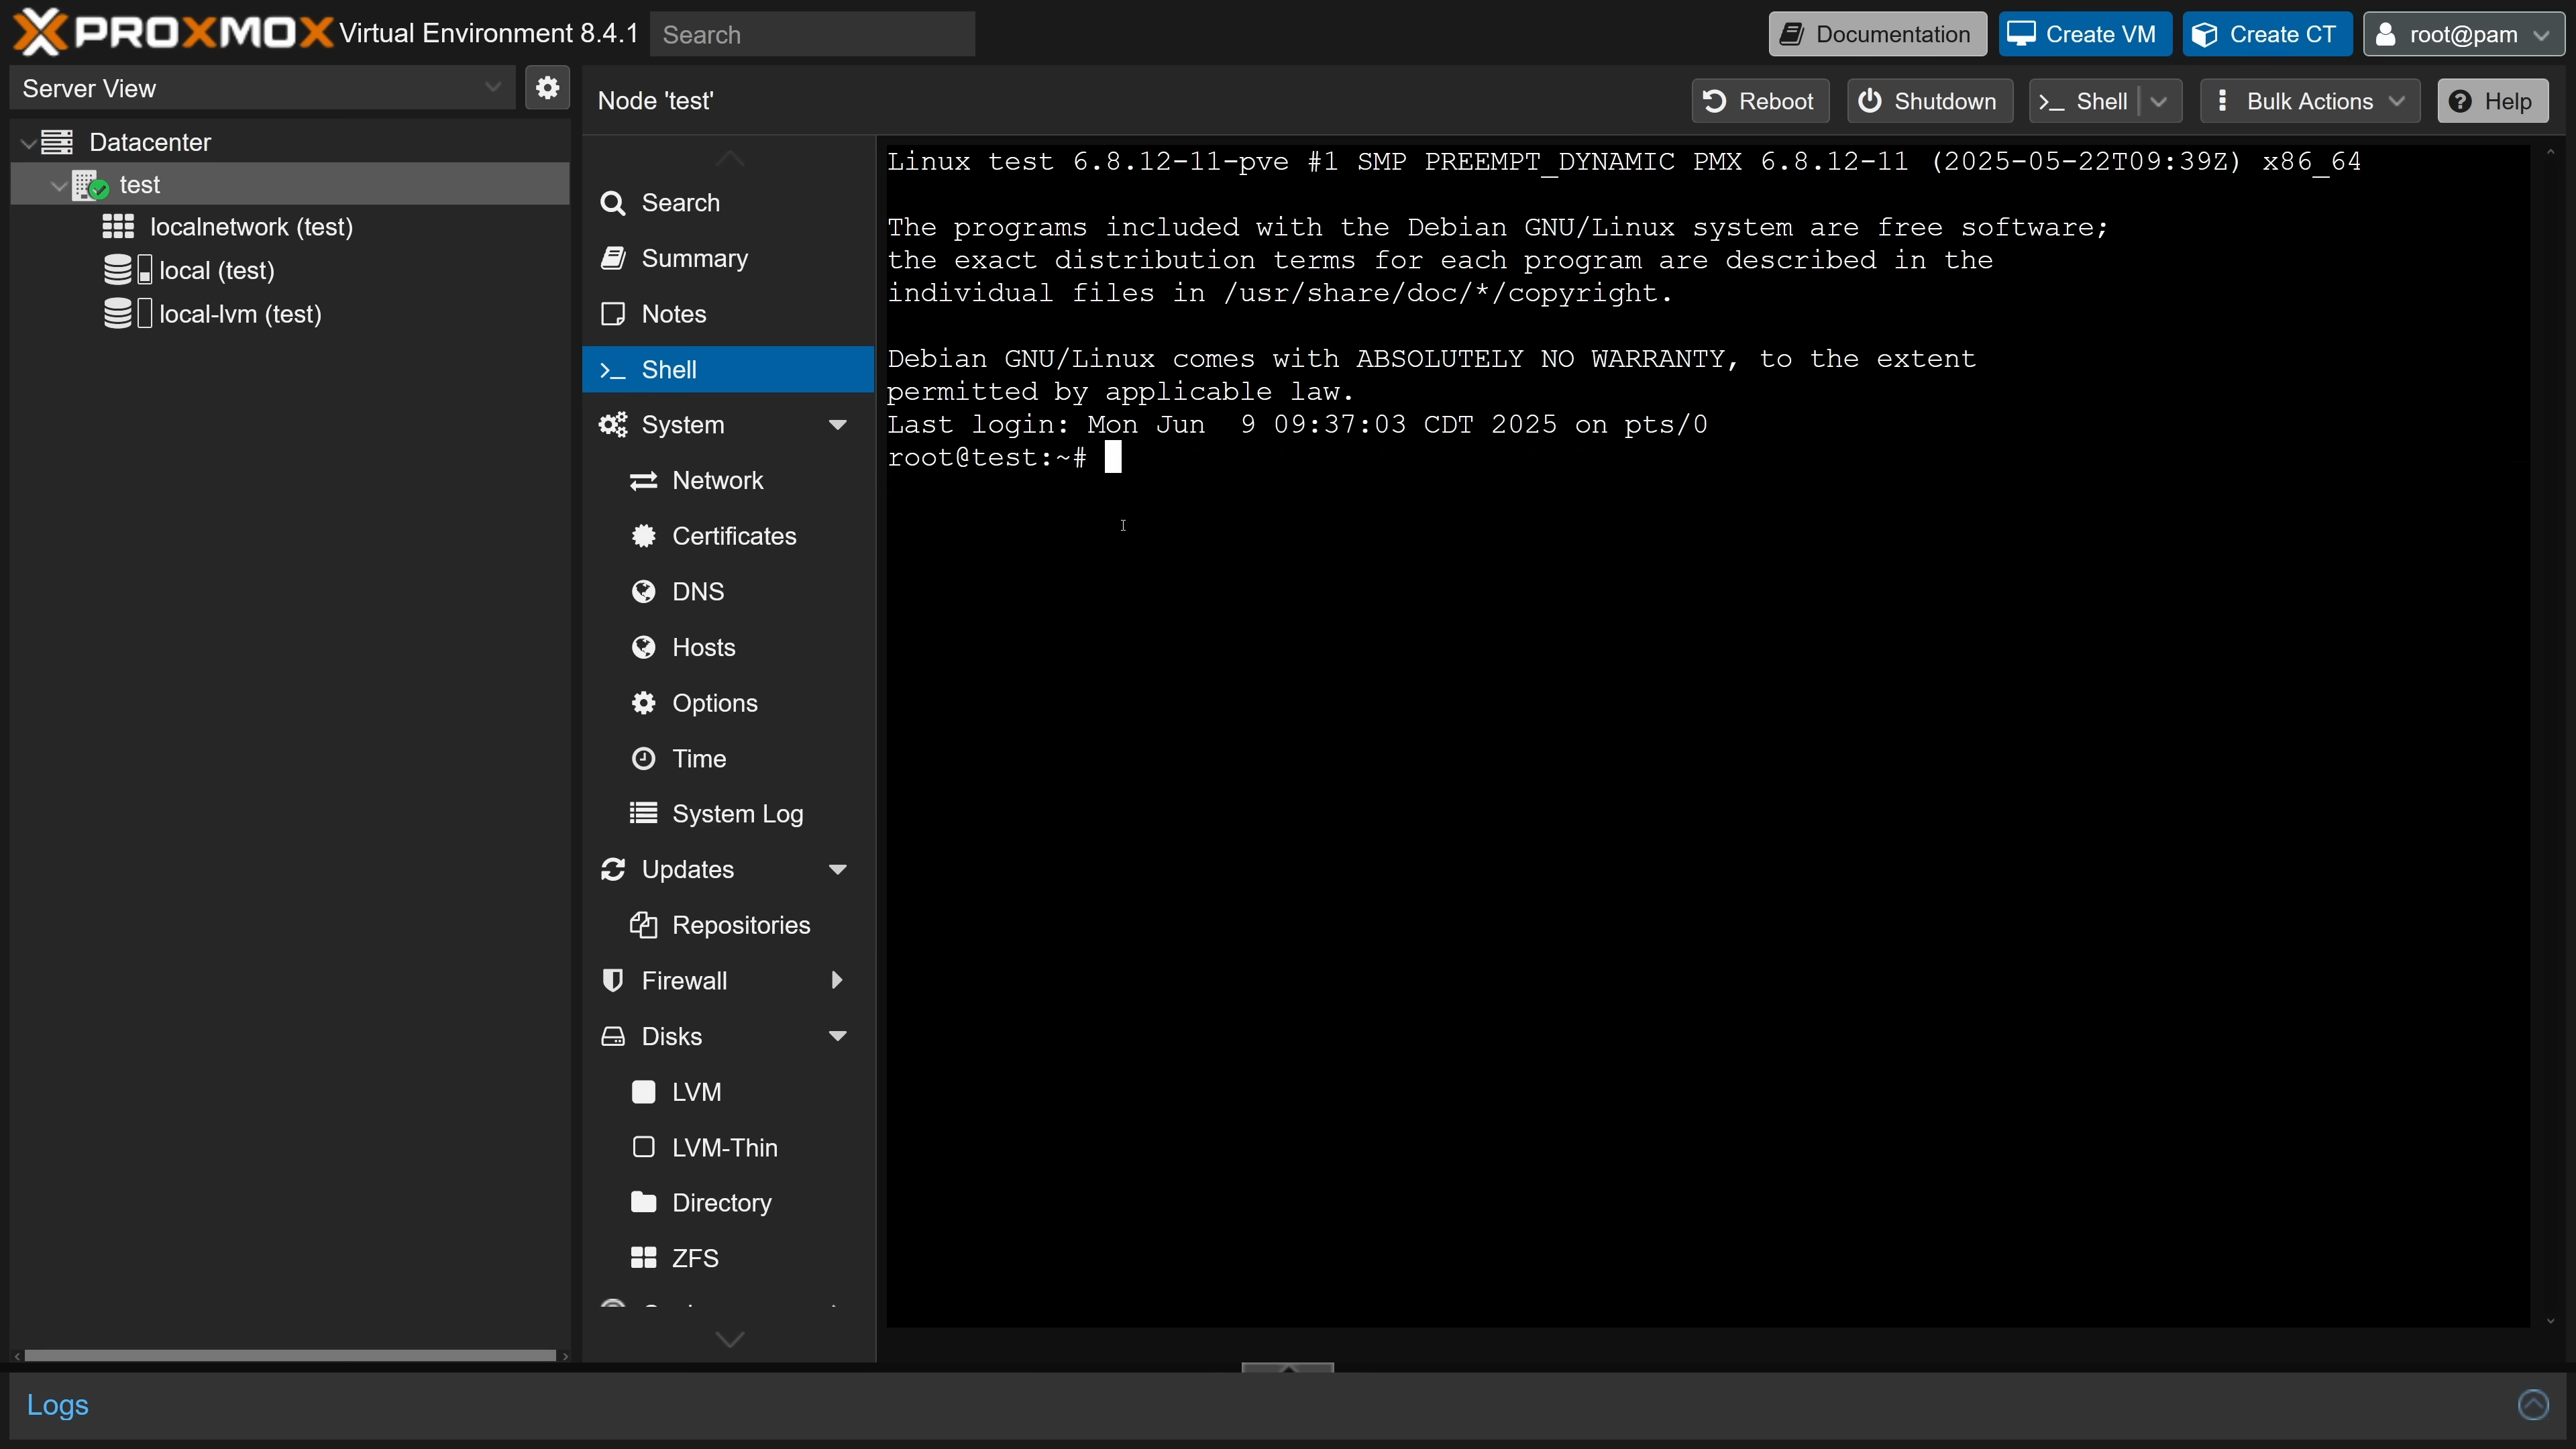 PROXMOX Virtual Environment 8.4.1 Search Documentation Create VM Create CT root@pam
Server View
Node 'test' Reboot Shutdown Shell Bulk Actions Help
Datacenter
test
localnetwork (test)
local (test)
local-lvm (test)
Search
Summary
Notes
Shell
System
Network
Certificates
DNS
Hosts
Options
Time
System Log
Updates
Repositories
Firewall
Disks
LVM
LVM-Thin
Directory
ZFS
Linux test 6.8.12-11-pve #1 SMP PREEMPT_DYNAMIC PMX 6.8.12-11 (2025-05-22T09:39Z) x86_64
The programs included with the Debian GNU/Linux system are free software;
the exact distribution terms for each program are described in the
individual files in /usr/share/doc/*/copyright.
Debian GNU/Linux comes with ABSOLUTELY NO WARRANTY, to the extent
permitted by applicable law.
Last login: Mon Jun  9 09:37:03 CDT 2025 on pts/0
root@test:~#
Logs